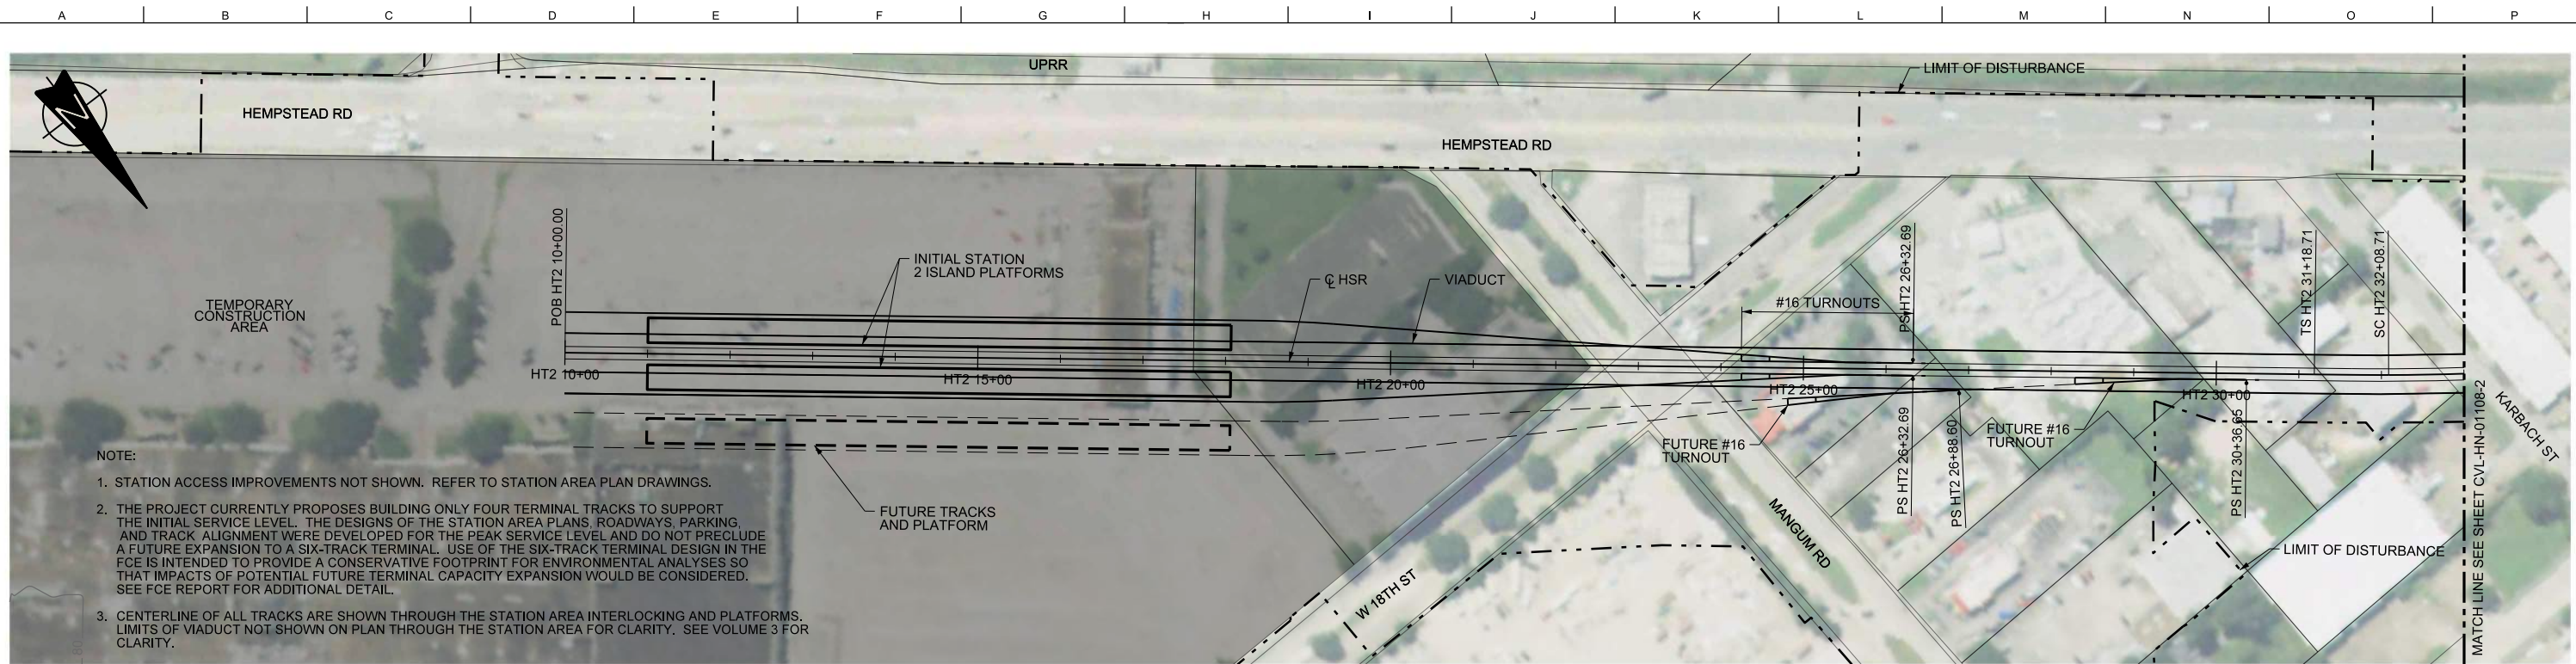 A B C D E F G H I J K L M N O P
UPRR
LIMIT OF DISTURBANCE
HEMPSTEAD RD
HEMPSTEAD RD
N
POB HT2 10+00.00
INITIAL STATION
2 ISLAND PLATFORMS
℄ HSR
VIADUCT
#16 TURNOUTS
PS HT2 26+32.69
TS HT2 31+18.71
SC HT2 32+08.71
TEMPORARY
CONSTRUCTION
AREA
HT2 10+00
HT2 15+00
HT2 20+00
HT2 25+00
HT2 30+00
FUTURE #16
TURNOUT
PS HT2 26+32.69
PS HT2 26+88.60
FUTURE #16
TURNOUT
PS HT2 30+36.65
KARBACH ST
MATCH LINE SEE SHEET CVL-HN-01108-2
FUTURE TRACKS
AND PLATFORM
MANGUM RD
W 18TH ST
LIMIT OF DISTURBANCE
NOTE:
1. STATION ACCESS IMPROVEMENTS NOT SHOWN. REFER TO STATION AREA PLAN DRAWINGS.
2. THE PROJECT CURRENTLY PROPOSES BUILDING ONLY FOUR TERMINAL TRACKS TO SUPPORT
THE INITIAL SERVICE LEVEL. THE DESIGNS OF THE STATION AREA PLANS, ROADWAYS, PARKING,
AND TRACK ALIGNMENT WERE DEVELOPED FOR THE PEAK SERVICE LEVEL AND DO NOT PRECLUDE
A FUTURE EXPANSION TO A SIX-TRACK TERMINAL. USE OF THE SIX-TRACK TERMINAL DESIGN IN THE
FCE IS INTENDED TO PROVIDE A CONSERVATIVE FOOTPRINT FOR ENVIRONMENTAL ANALYSES SO
THAT IMPACTS OF POTENTIAL FUTURE TERMINAL CAPACITY EXPANSION WOULD BE CONSIDERED.
SEE FCE REPORT FOR ADDITIONAL DETAIL.
3. CENTERLINE OF ALL TRACKS ARE SHOWN THROUGH THE STATION AREA INTERLOCKING AND PLATFORMS.
LIMITS OF VIADUCT NOT SHOWN ON PLAN THROUGH THE STATION AREA FOR CLARITY. SEE VOLUME 3 FOR
CLARITY.